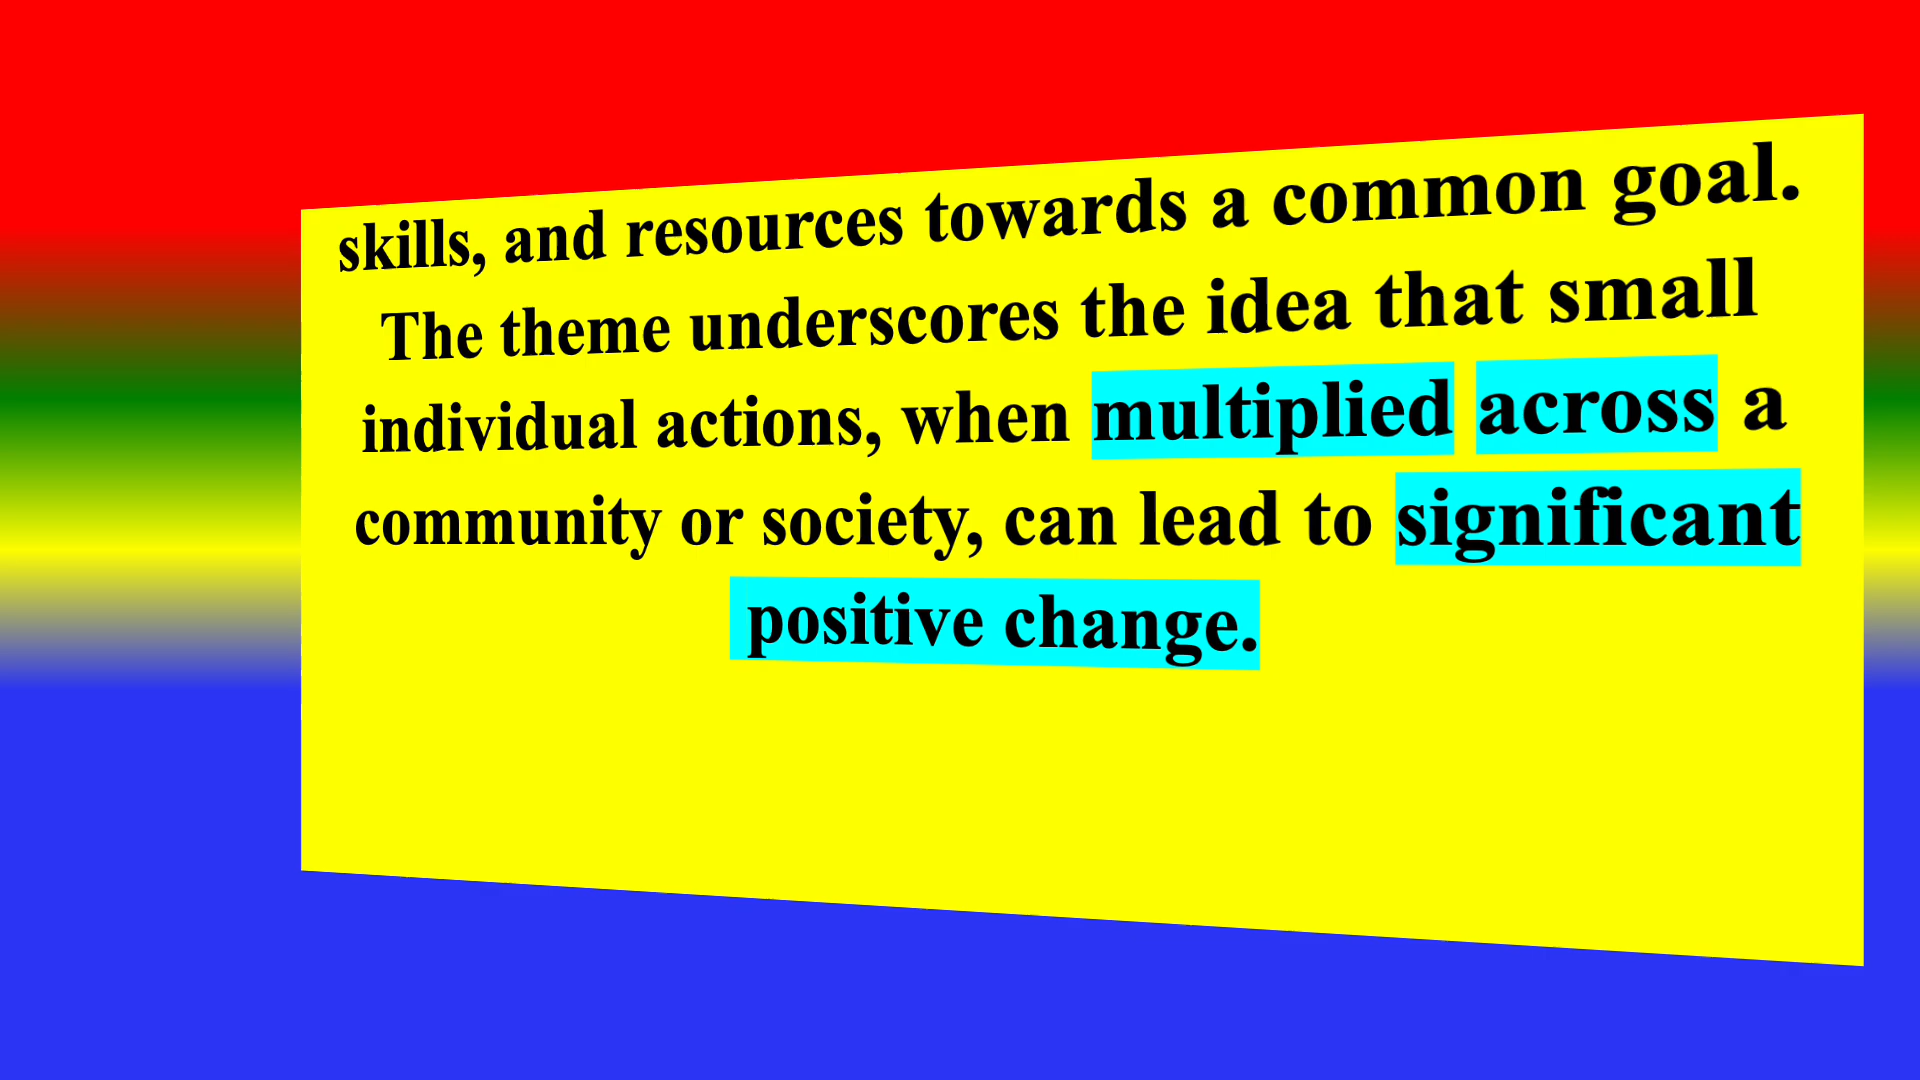 skills, and resources towards a common goal.
The theme underscores the idea that small
individual actions, when multiplied across a
community or society, can lead to significant
positive change.